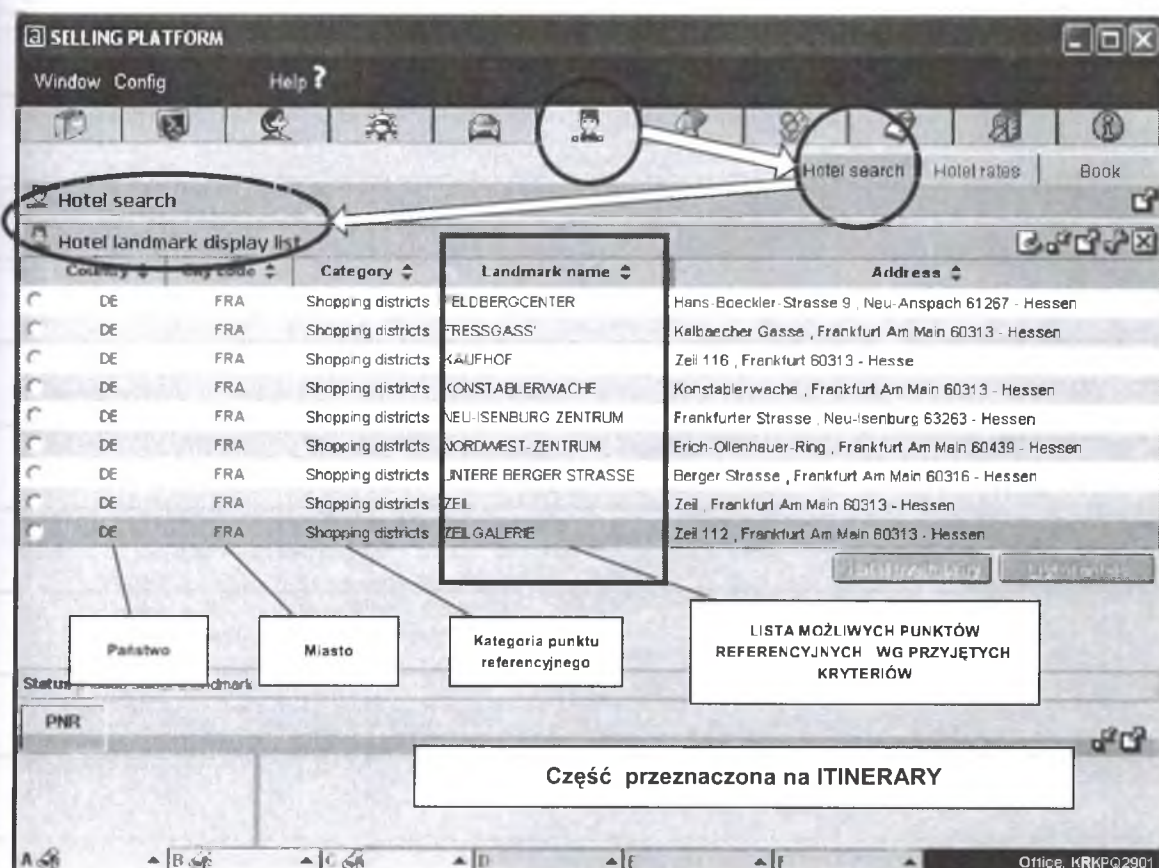 SELLING PLATFORM
Window Config Help ?
Hotel search Hotel rates Book
Hotel search
Hotel landmark display list
Country City code Category Landmark name Address
DE FRA Shopping districts FELDBERGCENTER Hans-Boeckler-Strasse 9 , Neu-Anspach 61267 - Hessen
DE FRA Shopping districts FRESSGASS' Kalbaecher Gasse , Frankfurt Am Main 60313 - Hessen
DE FRA Shopping districts KAUFHOF Zeil 116 , Frankfurt 60313 - Hesse
DE FRA Shopping districts KONSTABLERWACHE Konstablerwache , Frankfurt Am Main 60313 - Hessen
DE FRA Shopping districts NEU-ISENBURG ZENTRUM Frankfurter Strasse , Neu-Isenburg 63263 - Hessen
DE FRA Shopping districts NORDWEST-ZENTRUM Erich-Ollenhauer-Ring , Frankfurt Am Main 60439 - Hessen
DE FRA Shopping districts UNTERE BERGER STRASSE Berger Strasse , Frankfurt Am Main 60316 - Hessen
DE FRA Shopping districts ZEIL Zeil , Frankfurt Am Main 60313 - Hessen
DE FRA Shopping districts ZEILGALERIE Zeil 112 , Frankfurt Am Main 60313 - Hessen
Państwo
Miasto
Kategoria punktu
referencyjnego
LISTA MOŻLIWYCH PUNKTÓW
REFERENCYJNYCH WG PRZYJĘTYCH
KRYTERIÓW
Status landmark
PNR
Część przeznaczona na ITINERARY
A B C D E F Office, KRKPQ2901